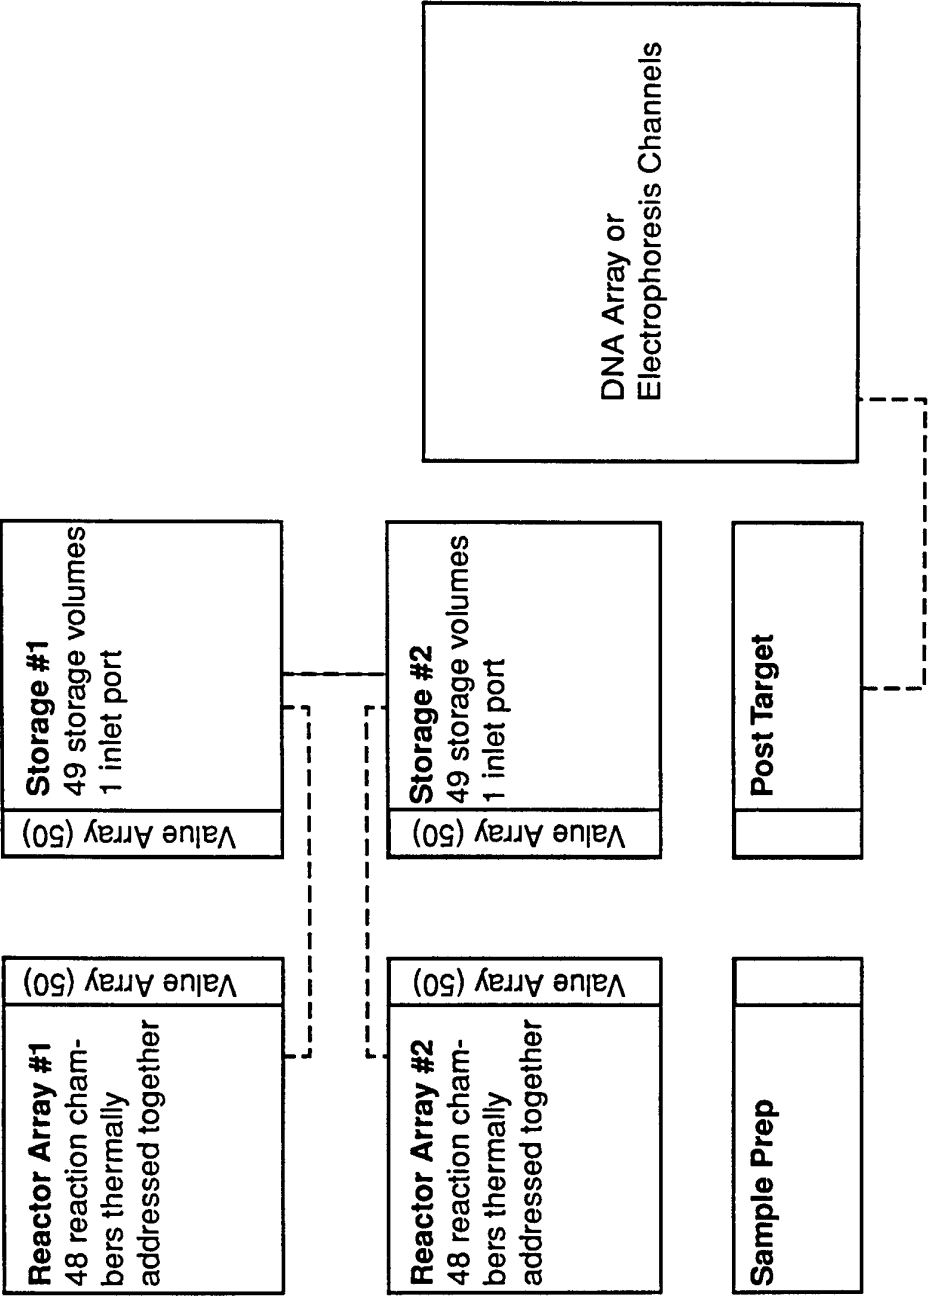 Reactor Array #1
48 reaction cham-
bers thermally
addressed together
Value Array (50)
Value Array (50)
Storage #1
49 storage volumes
1 inlet port
Reactor Array #2
48 reaction cham-
bers thermally
addressed together
Value Array (50)
Value Array (50)
Storage #2
49 storage volumes
1 inlet port
Sample Prep
Post Target
DNA Array or
Electrophoresis Channels